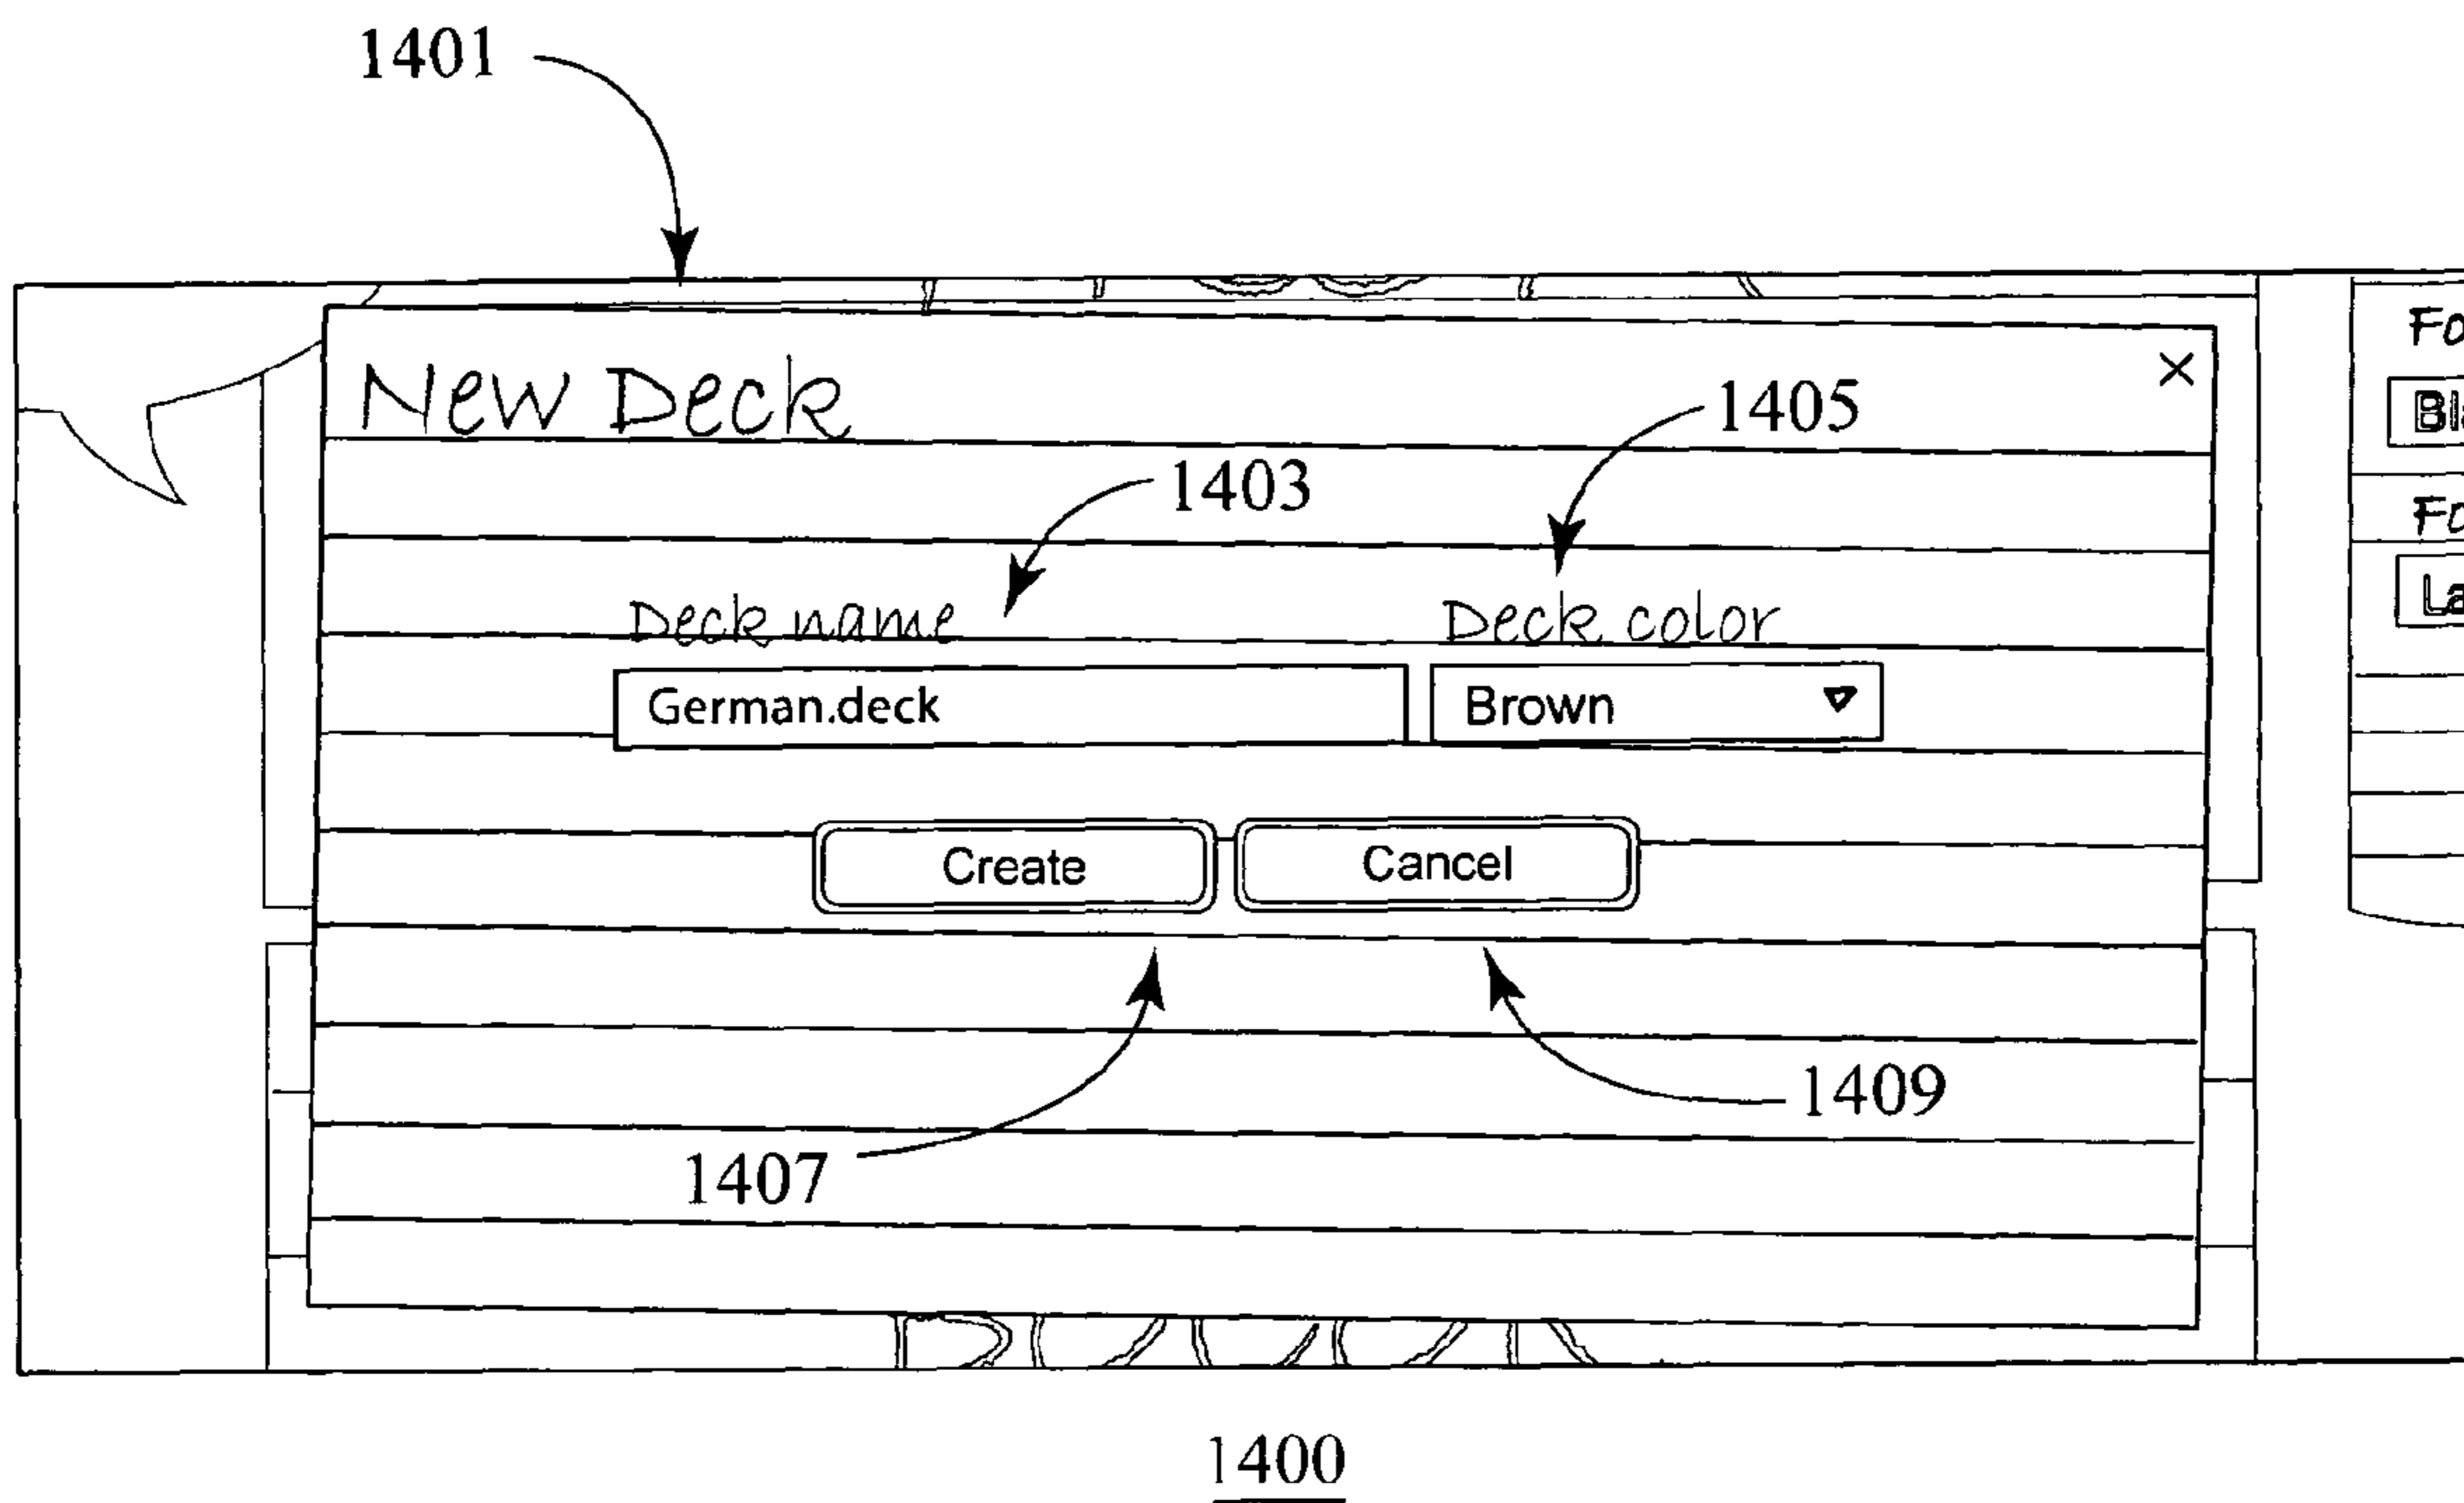 1401
New Deck
×
1405
1403
Deck name Deck color
German.deck Brown
Create Cancel
1409
1407
1400